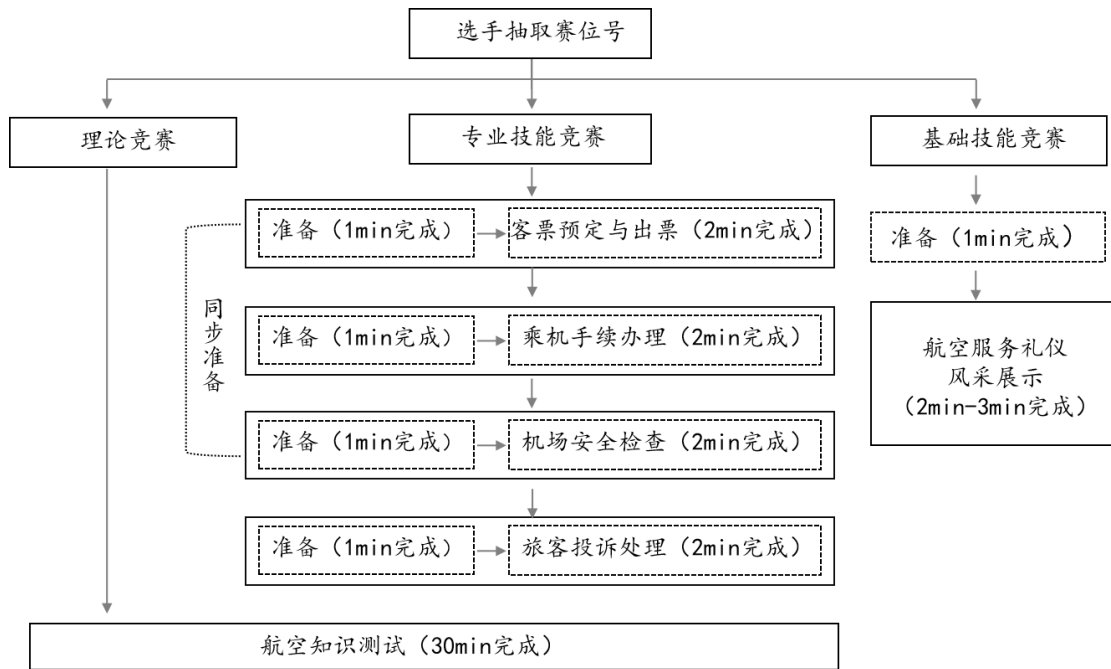 选手抽取赛位号
理论竞赛
专业技能竞赛
基础技能竞赛
准备（1min完成）
客票预定与出票（2min完成）
准备（1min完成）
同步准备
准备（1min完成）
乘机手续办理（2min完成）
航空服务礼仪
风采展示
（2min-3min完成）
准备（1min完成）
机场安全检查（2min完成）
准备（1min完成）
旅客投诉处理（2min完成）
航空知识测试（30min完成）